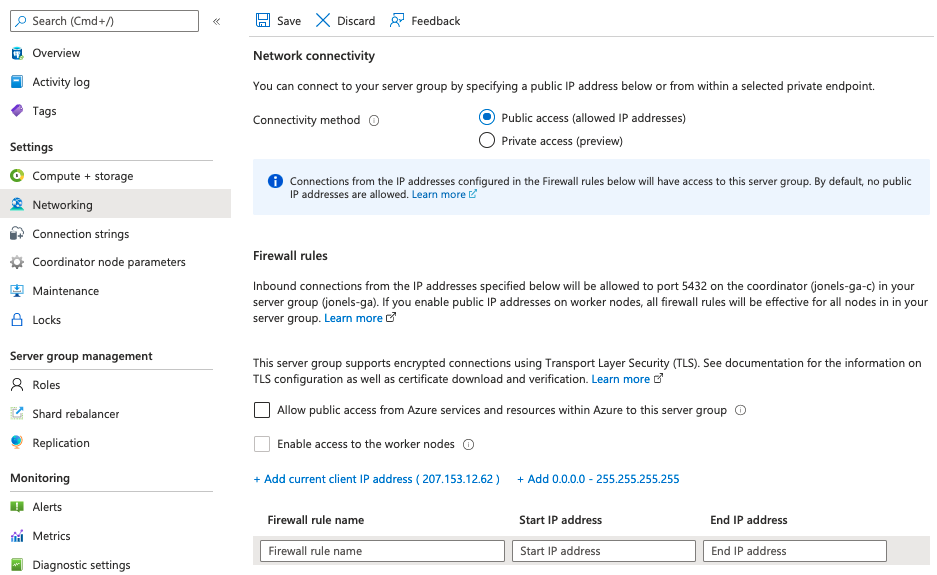 Search (Cmd+/)
«
Overview
Activity log
Tags
Settings
Compute + storage
Networking
Connection strings
Coordinator node parameters
Maintenance
Locks
Server group management
Roles
Shard rebalancer
Replication
Monitoring
Alerts
Metrics
Diagnostic settings
Save Discard Feedback
Network connectivity
You can connect to your server group by specifying a public IP address below or from within a selected private endpoint.
Connectivity method
Public access (allowed IP addresses)
Private access (preview)
Connections from the IP addresses configured in the Firewall rules below will have access to this server group. By default, no public
IP addresses are allowed. Learn more
Firewall rules
Inbound connections from the IP addresses specified below will be allowed to port 5432 on the coordinator (jonels-ga-c) in your
server group (jonels-ga). If you enable public IP addresses on worker nodes, all firewall rules will be effective for all nodes in in your
server group. Learn more
This server group supports encrypted connections using Transport Layer Security (TLS). See documentation for the information on
TLS configuration as well as certificate download and verification. Learn more
Allow public access from Azure services and resources within Azure to this server group
Enable access to the worker nodes
+ Add current client IP address ( 207.153.12.62 ) + Add 0.0.0.0 - 255.255.255.255
Firewall rule name Start IP address End IP address
Firewall rule name Start IP address End IP address